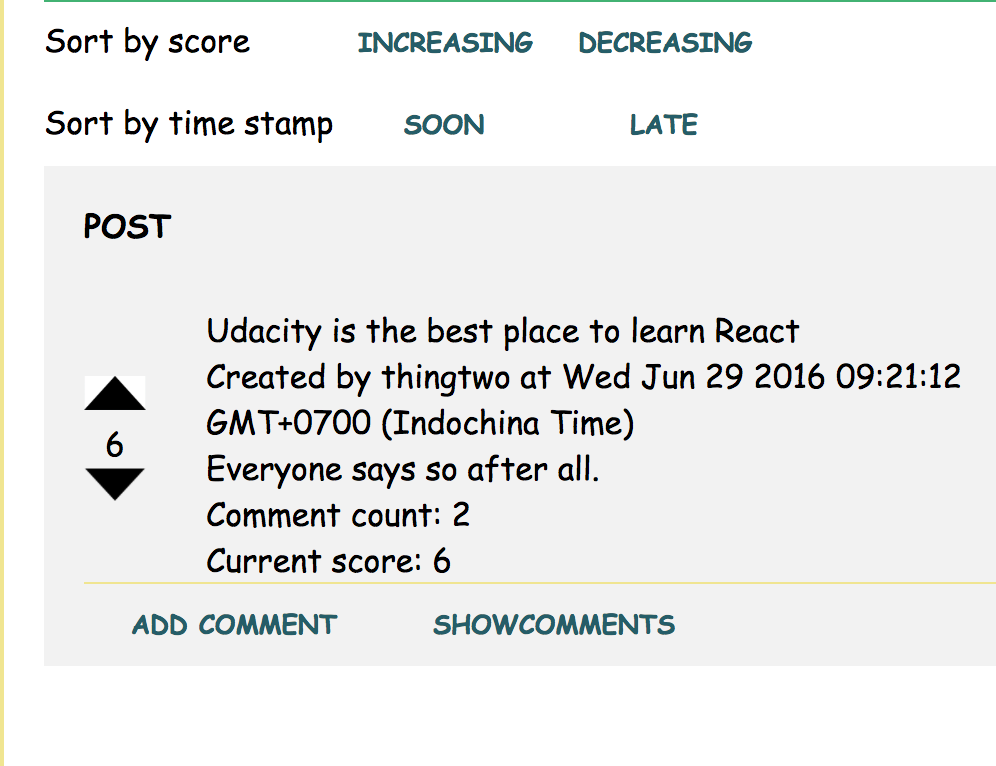 Sort by score INCREASING DECREASING
Sort by time stamp SOON LATE
POST
Udacity is the best place to learn React
Created by thingtwo at Wed Jun 29 2016 09:21:12
GMT+0700 (Indochina Time)
6
Everyone says so after all.
Comment count: 2
Current score: 6
ADD COMMENT SHOWCOMMENTS